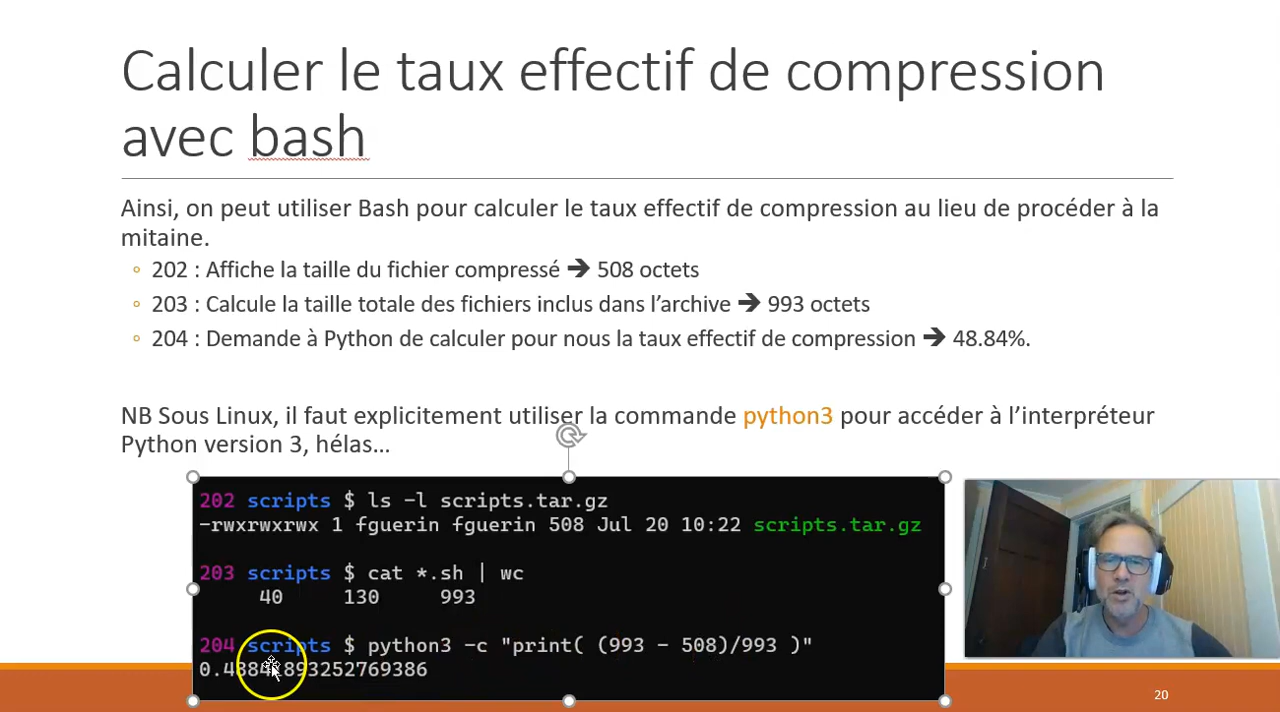 Calculer le taux effectif de compression
avec bash
Ainsi, on peut utiliser Bash pour calculer le taux effectif de compression au lieu de procéder à la
mitaine.
◦ 202 : Affiche la taille du fichier compressé ➔ 508 octets
◦ 203 : Calcule la taille totale des fichiers inclus dans l’archive ➔ 993 octets
◦ 204 : Demande à Python de calculer pour nous la taux effectif de compression ➔ 48.84%.
NB Sous Linux, il faut explicitement utiliser la commande python3 pour accéder à l’interpréteur
Python version 3, hélas…
202 scripts $ ls -l scripts.tar.gz
-rwxrwxrwx 1 fguerin fguerin 508 Jul 20 10:22 scripts.tar.gz
203 scripts $ cat *.sh | wc
40 130 993
204 scripts $ python3 -c "print( (993 - 508)/993 )"
20